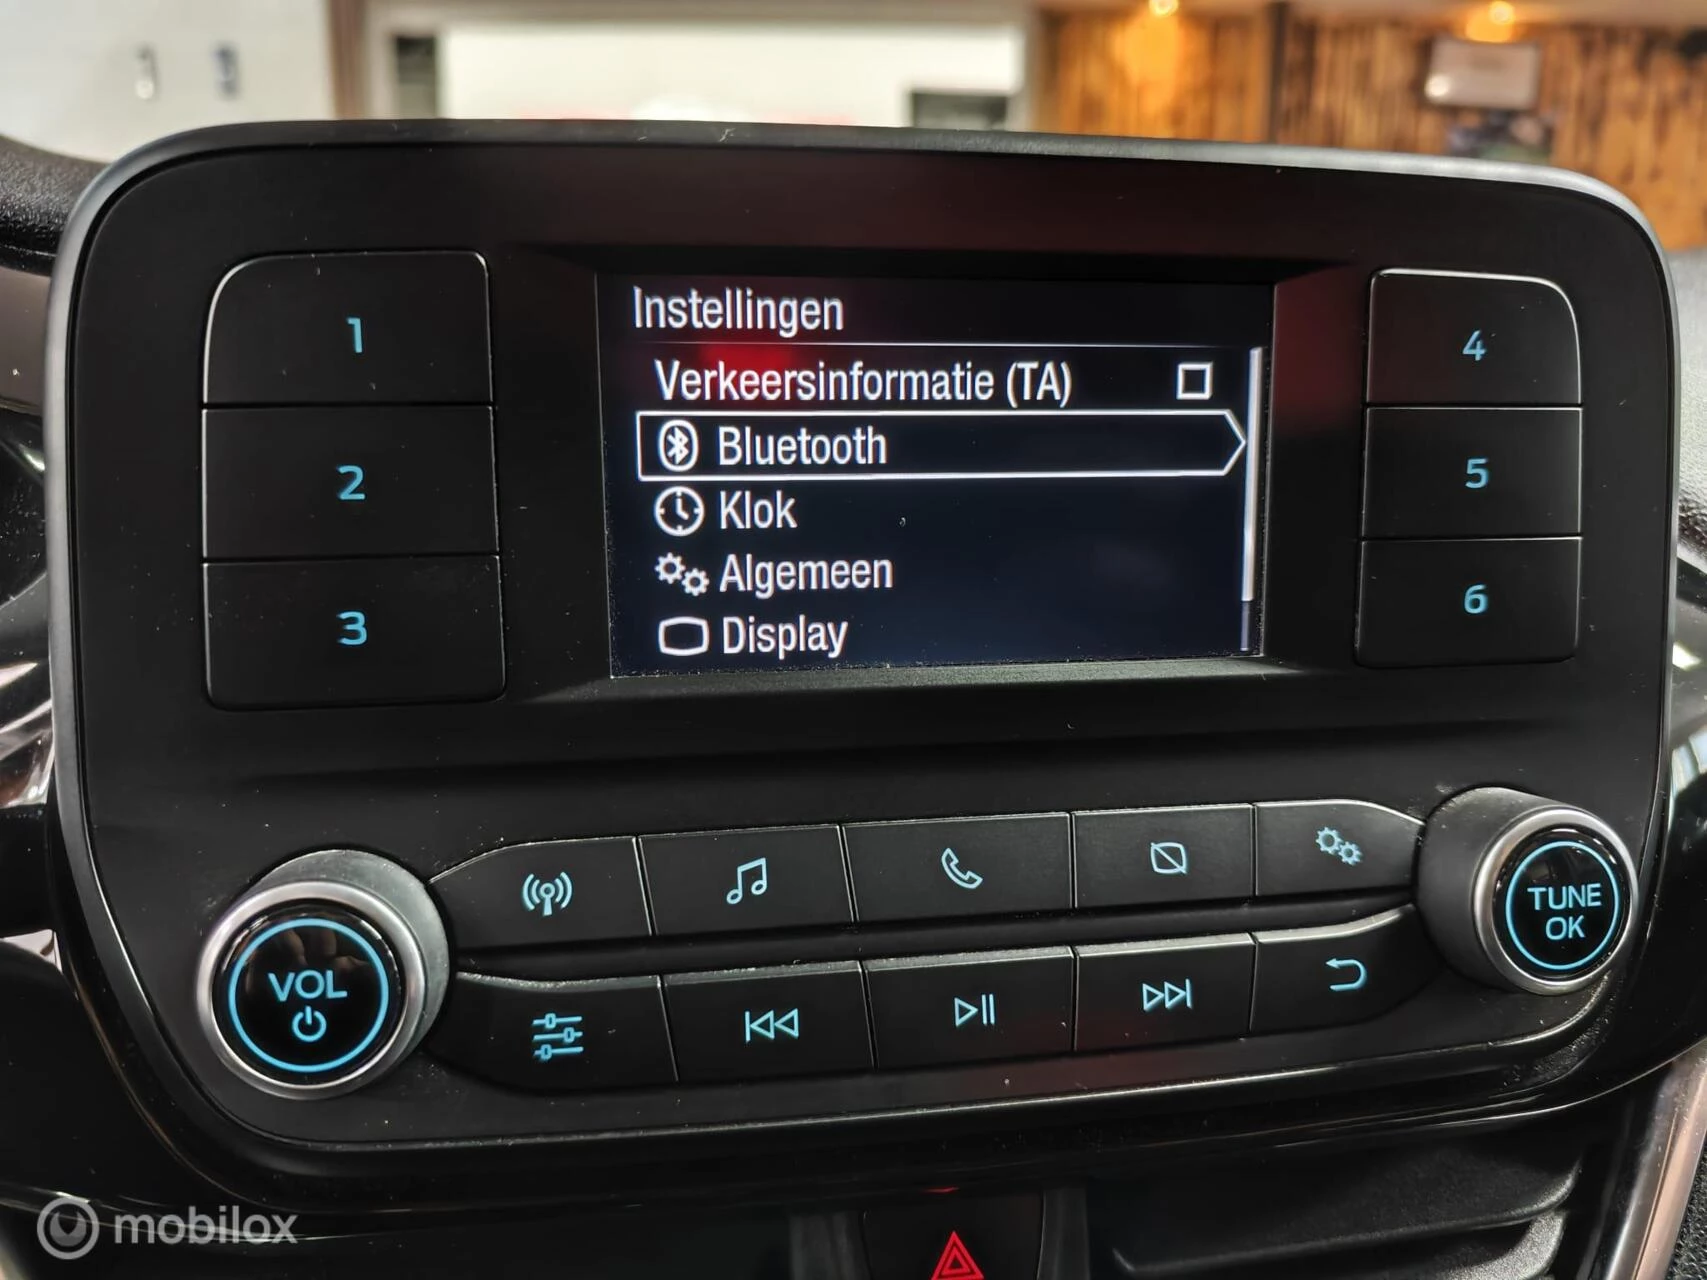 Instellingen
Verkeersinformatie (TA)
Bluetooth
Klok
Algemeen
Display
1
2
3
4
5
6
VOL
TUNE
OK
mobilox